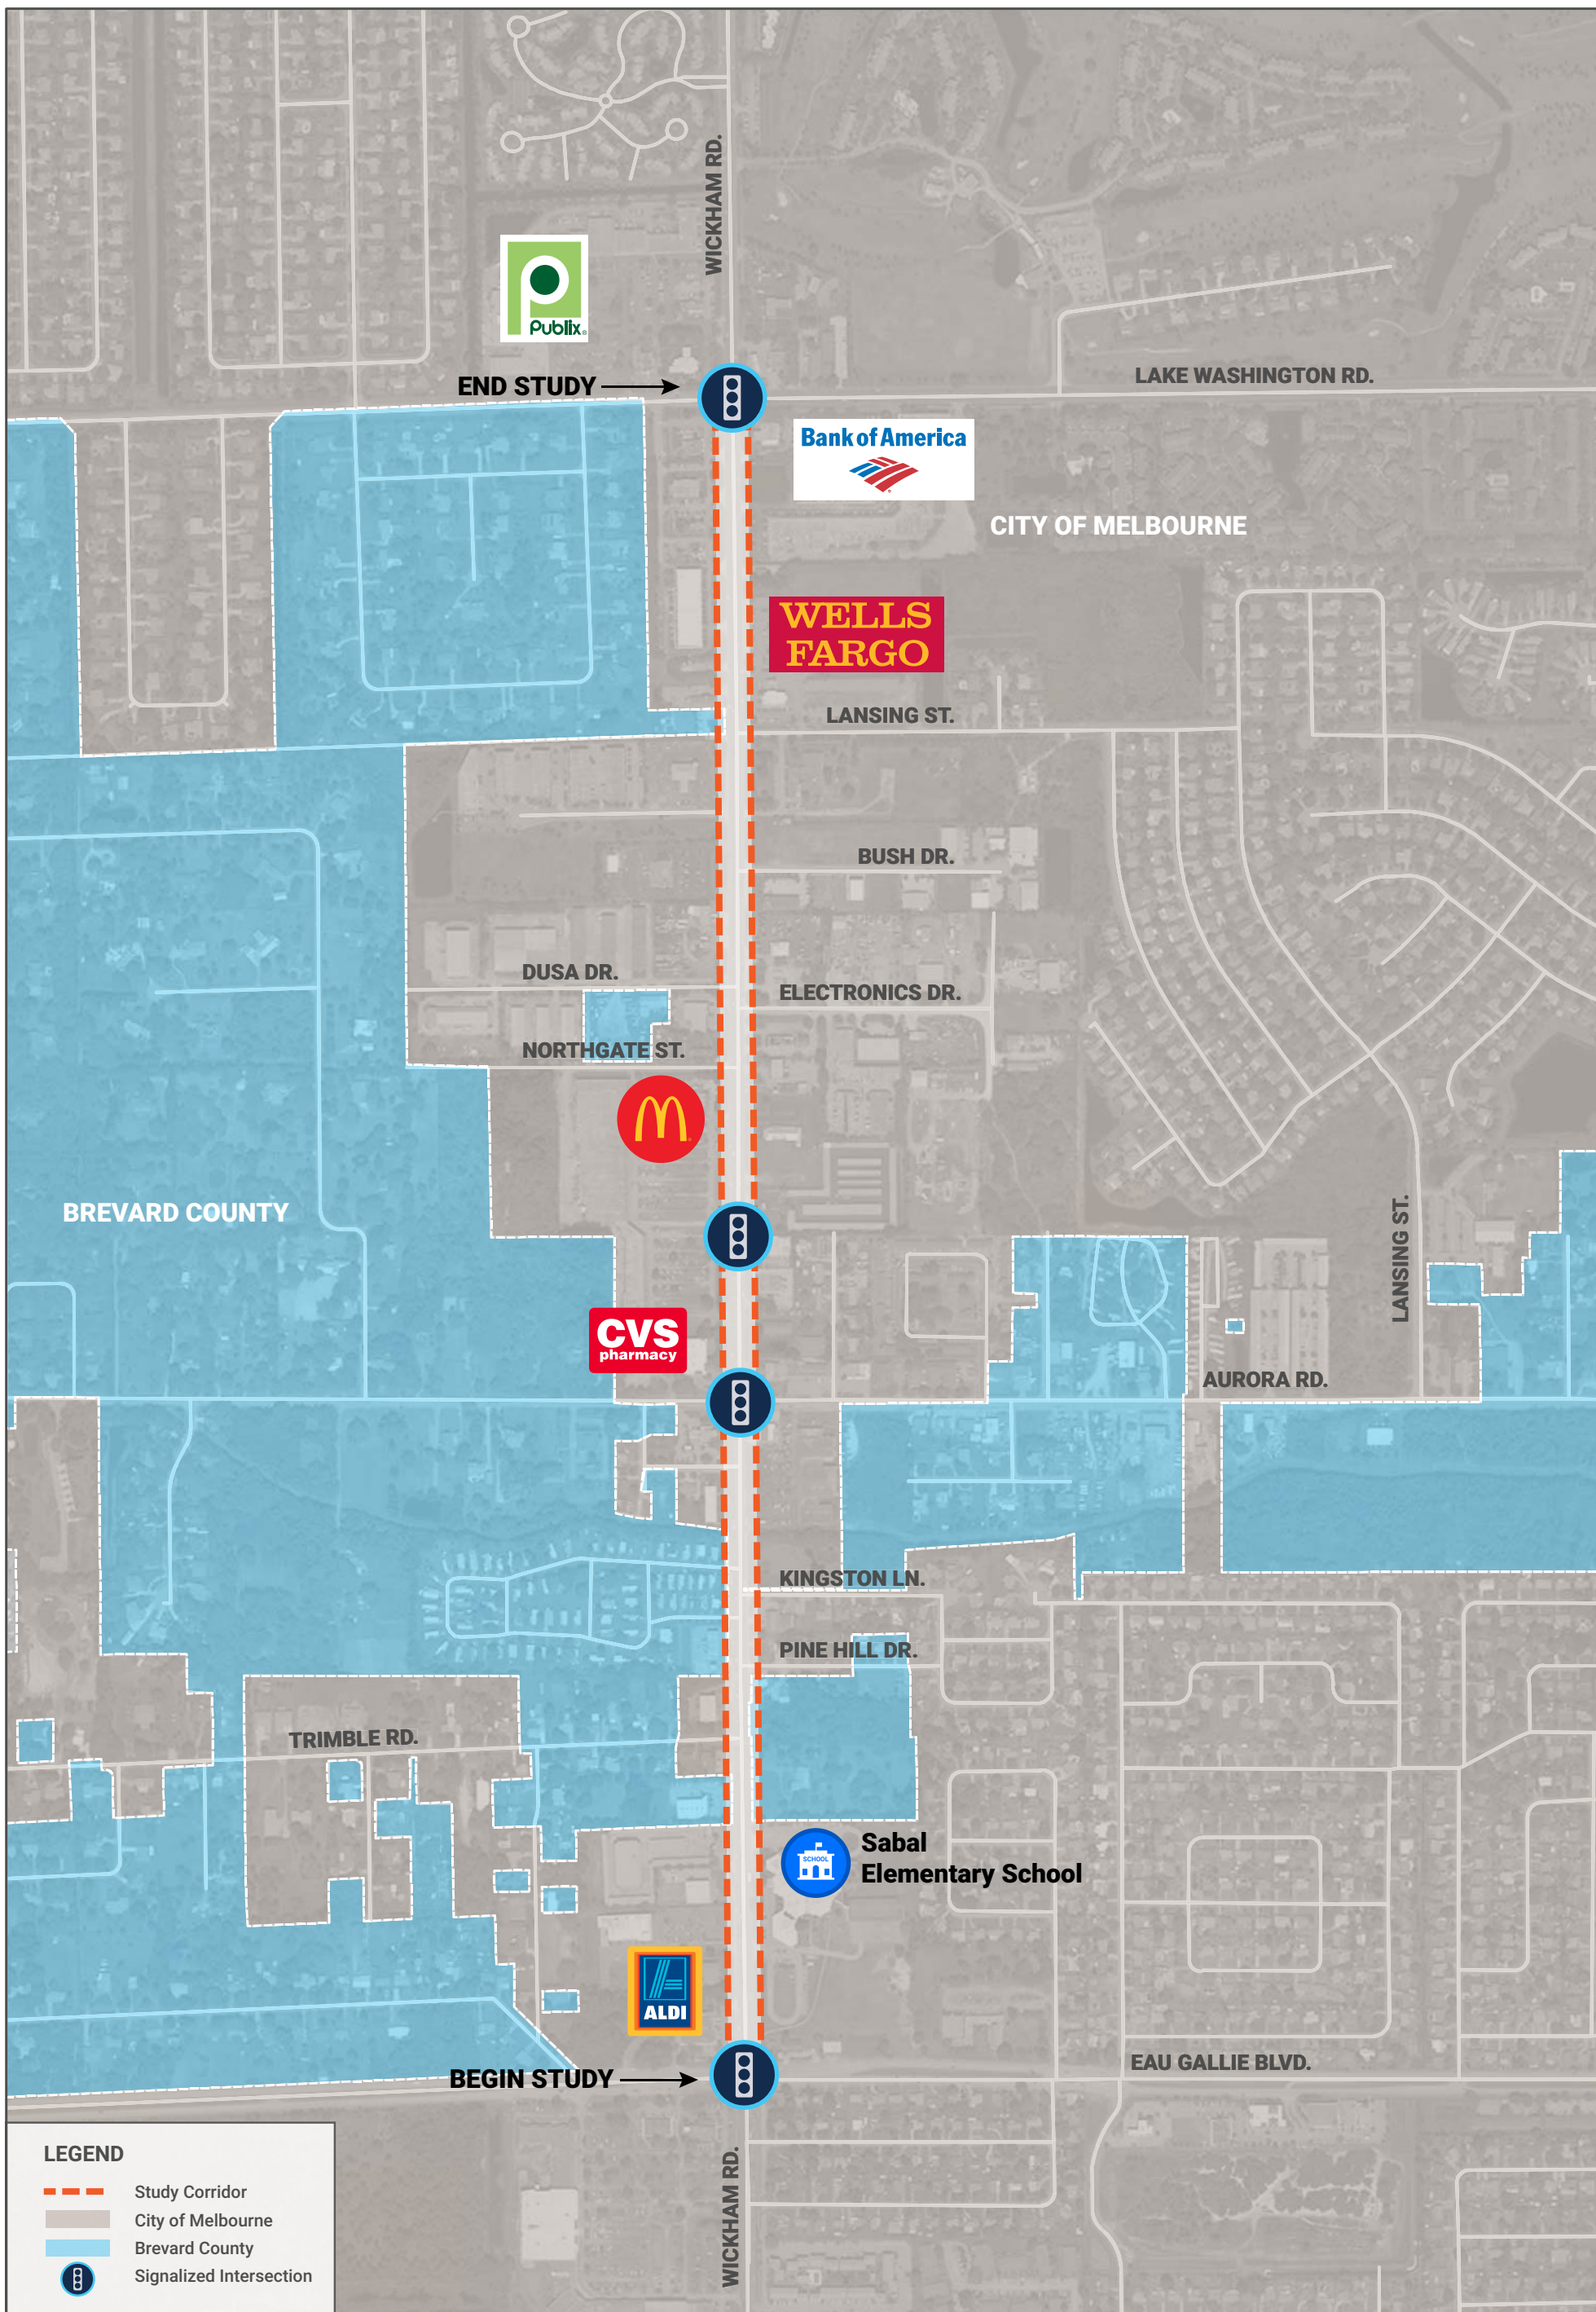 WICKHAM RD.
Publix
END STUDY
LAKE WASHINGTON RD.
Bank of America
CITY OF MELBOURNE
WELLS
FARGO
LANSING ST.
BUSH DR.
DUSA DR.
ELECTRONICS DR.
NORTHGATE ST.
BREVARD COUNTY
LANSING ST.
CVS
pharmacy
AURORA RD.
KINGSTON LN.
PINE HILL DR.
TRIMBLE RD.
SCHOOL
Sabal
Elementary School
ALDI
EAU GALLIE BLVD.
BEGIN STUDY
WICKHAM RD.
LEGEND
Study Corridor
City of Melbourne
Brevard County
Signalized Intersection